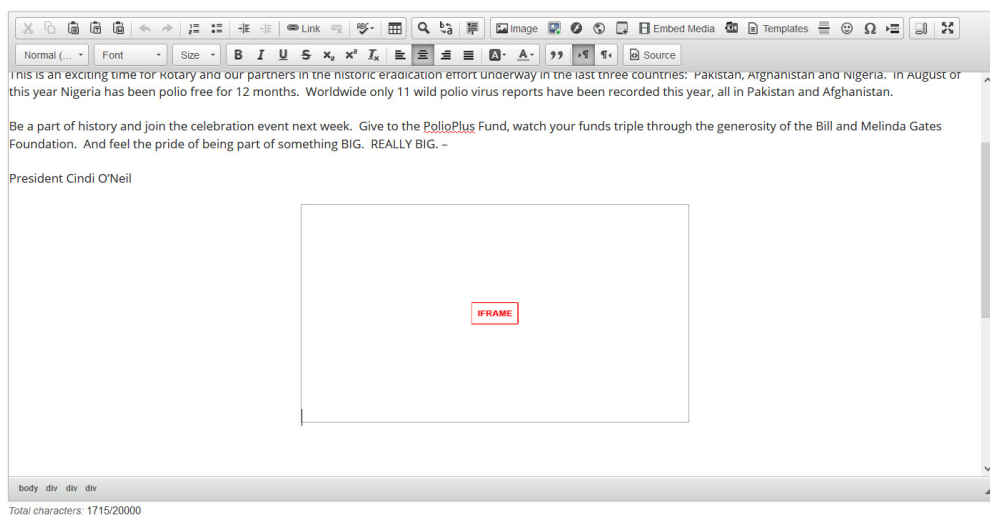 Link
Image
Embed Media
Templates
Normal (...
Font
Size
B I U S x₂ x² Iₓ
A
A
Source
This is an exciting time for Rotary and our partners in the historic eradication effort underway in the last three countries:  Pakistan, Afghanistan and Nigeria.  In August of
this year Nigeria has been polio free for 12 months.  Worldwide only 11 wild polio virus reports have been recorded this year, all in Pakistan and Afghanistan.
Be a part of history and join the celebration event next week.  Give to the PolioPlus Fund, watch your funds triple through the generosity of the Bill and Melinda Gates
Foundation.  And feel the pride of being part of something BIG.  REALLY BIG. –
President Cindi O’Neil
IFRAME
body div div div
Total characters: 1715/20000